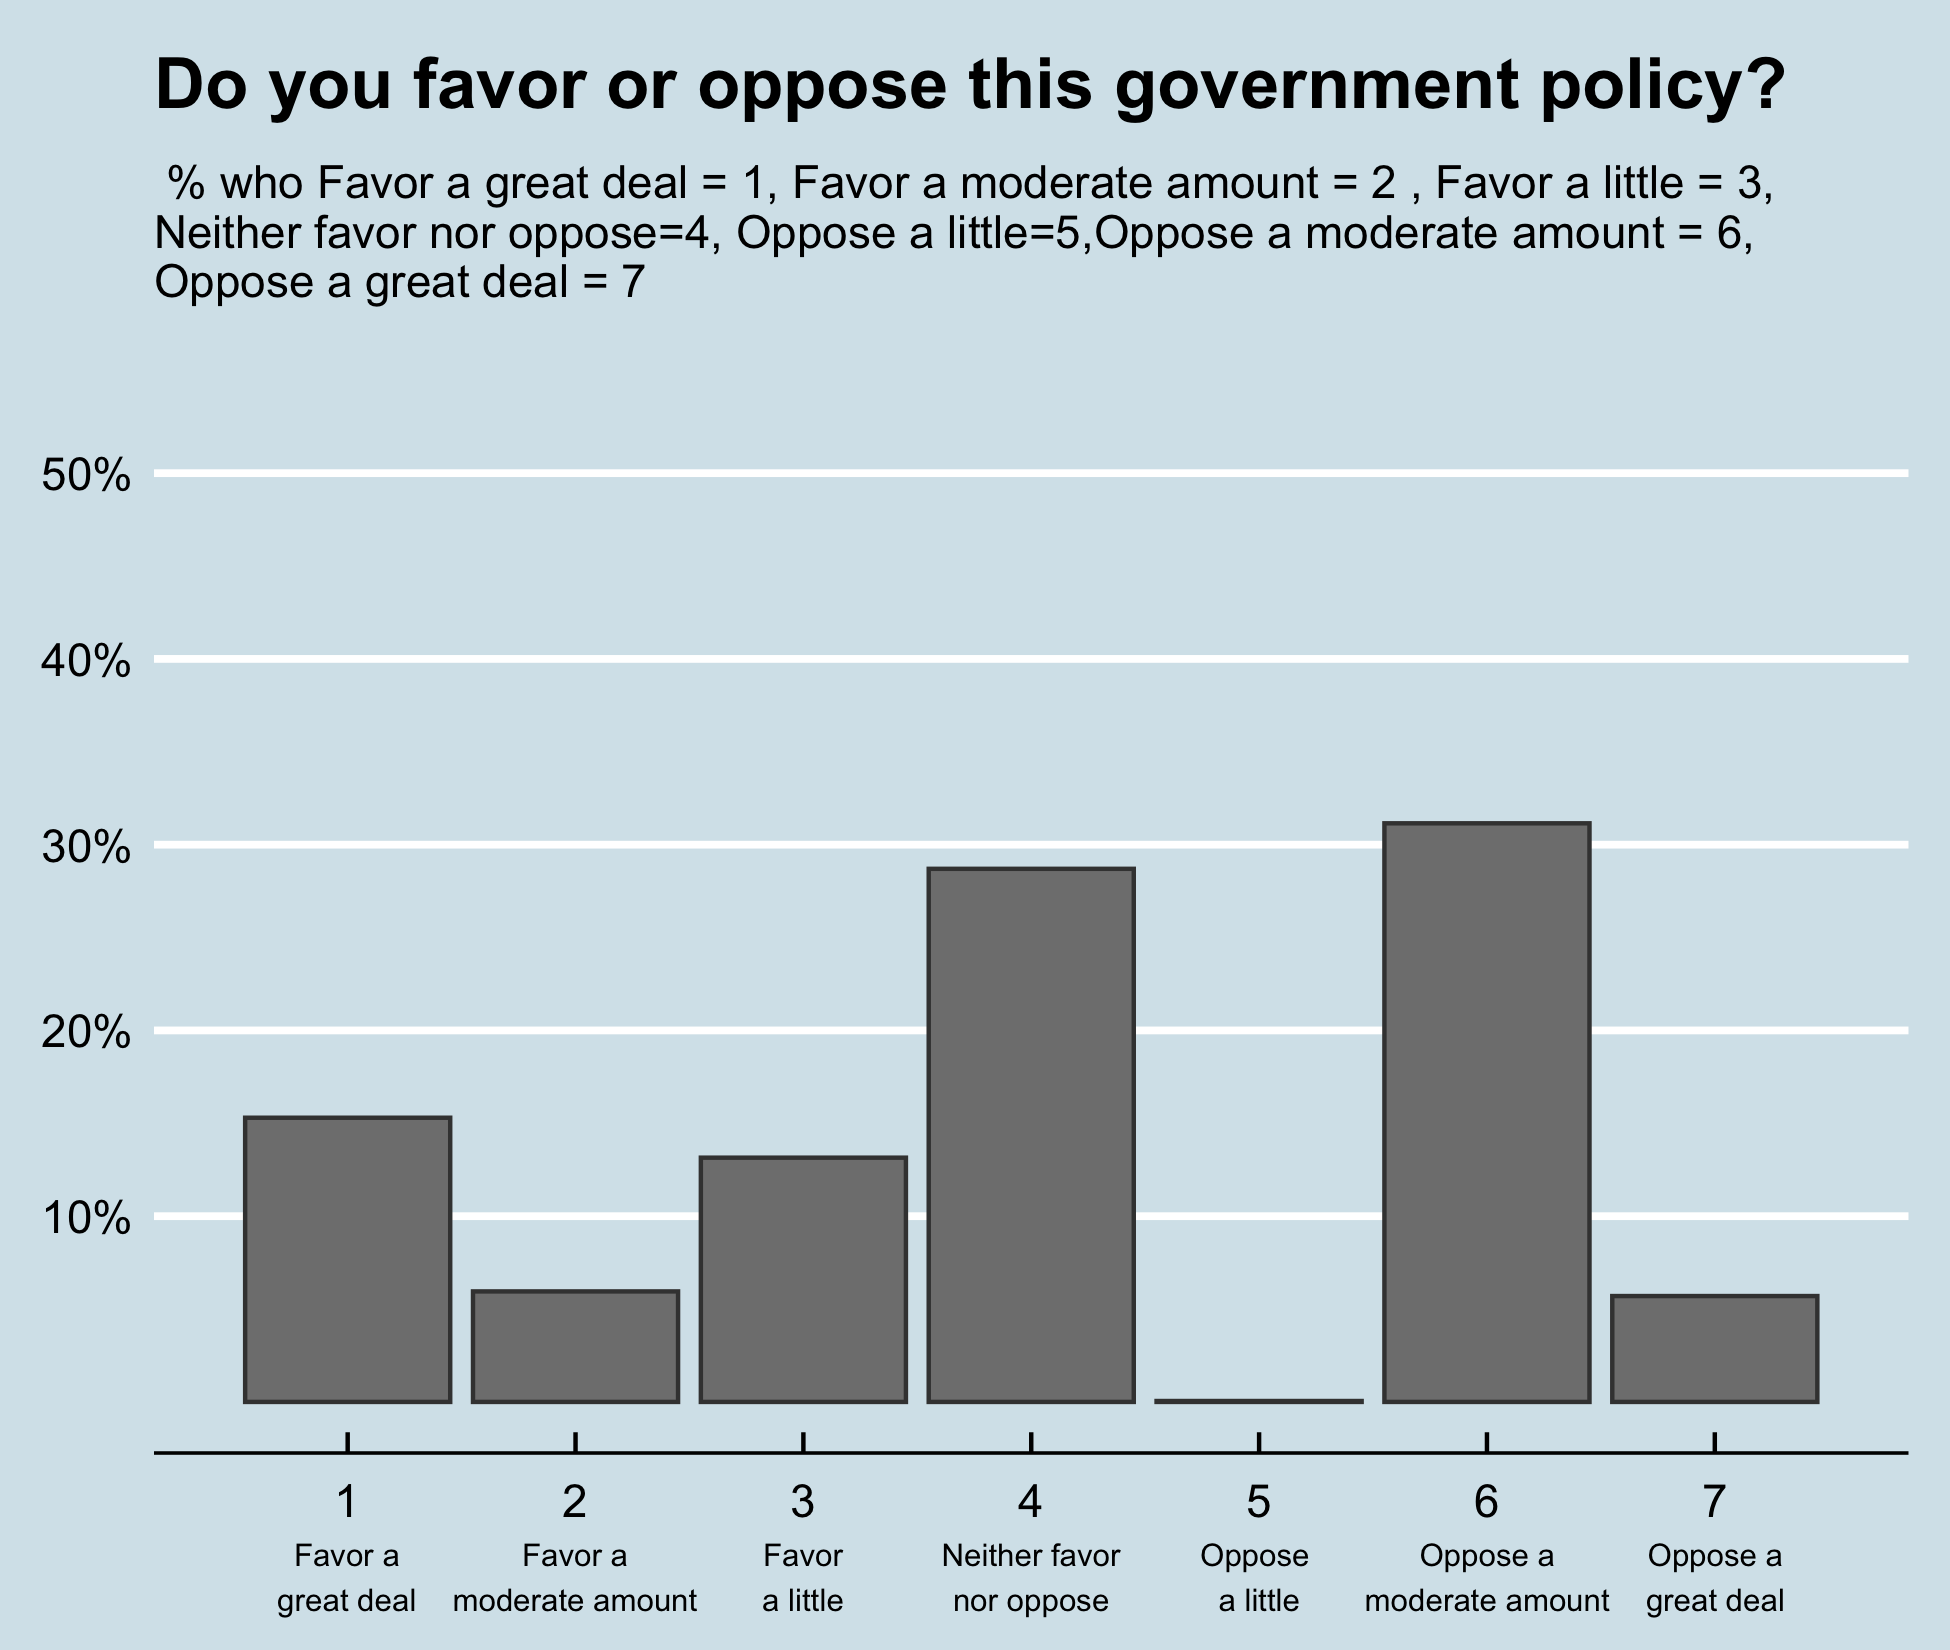 Do you favor or oppose this government policy?
% who Favor a great deal = 1, Favor a moderate amount = 2 , Favor a little = 3,
Neither favor nor oppose=4, Oppose a little=5,Oppose a moderate amount = 6,
Oppose a great deal = 7
50%
40%
30%
20%
10%
1 2 3 4 5 6 7
Favor a Favor a Favor Neither favor Oppose Oppose a Oppose a
great deal moderate amount a little nor oppose a little moderate amount great deal